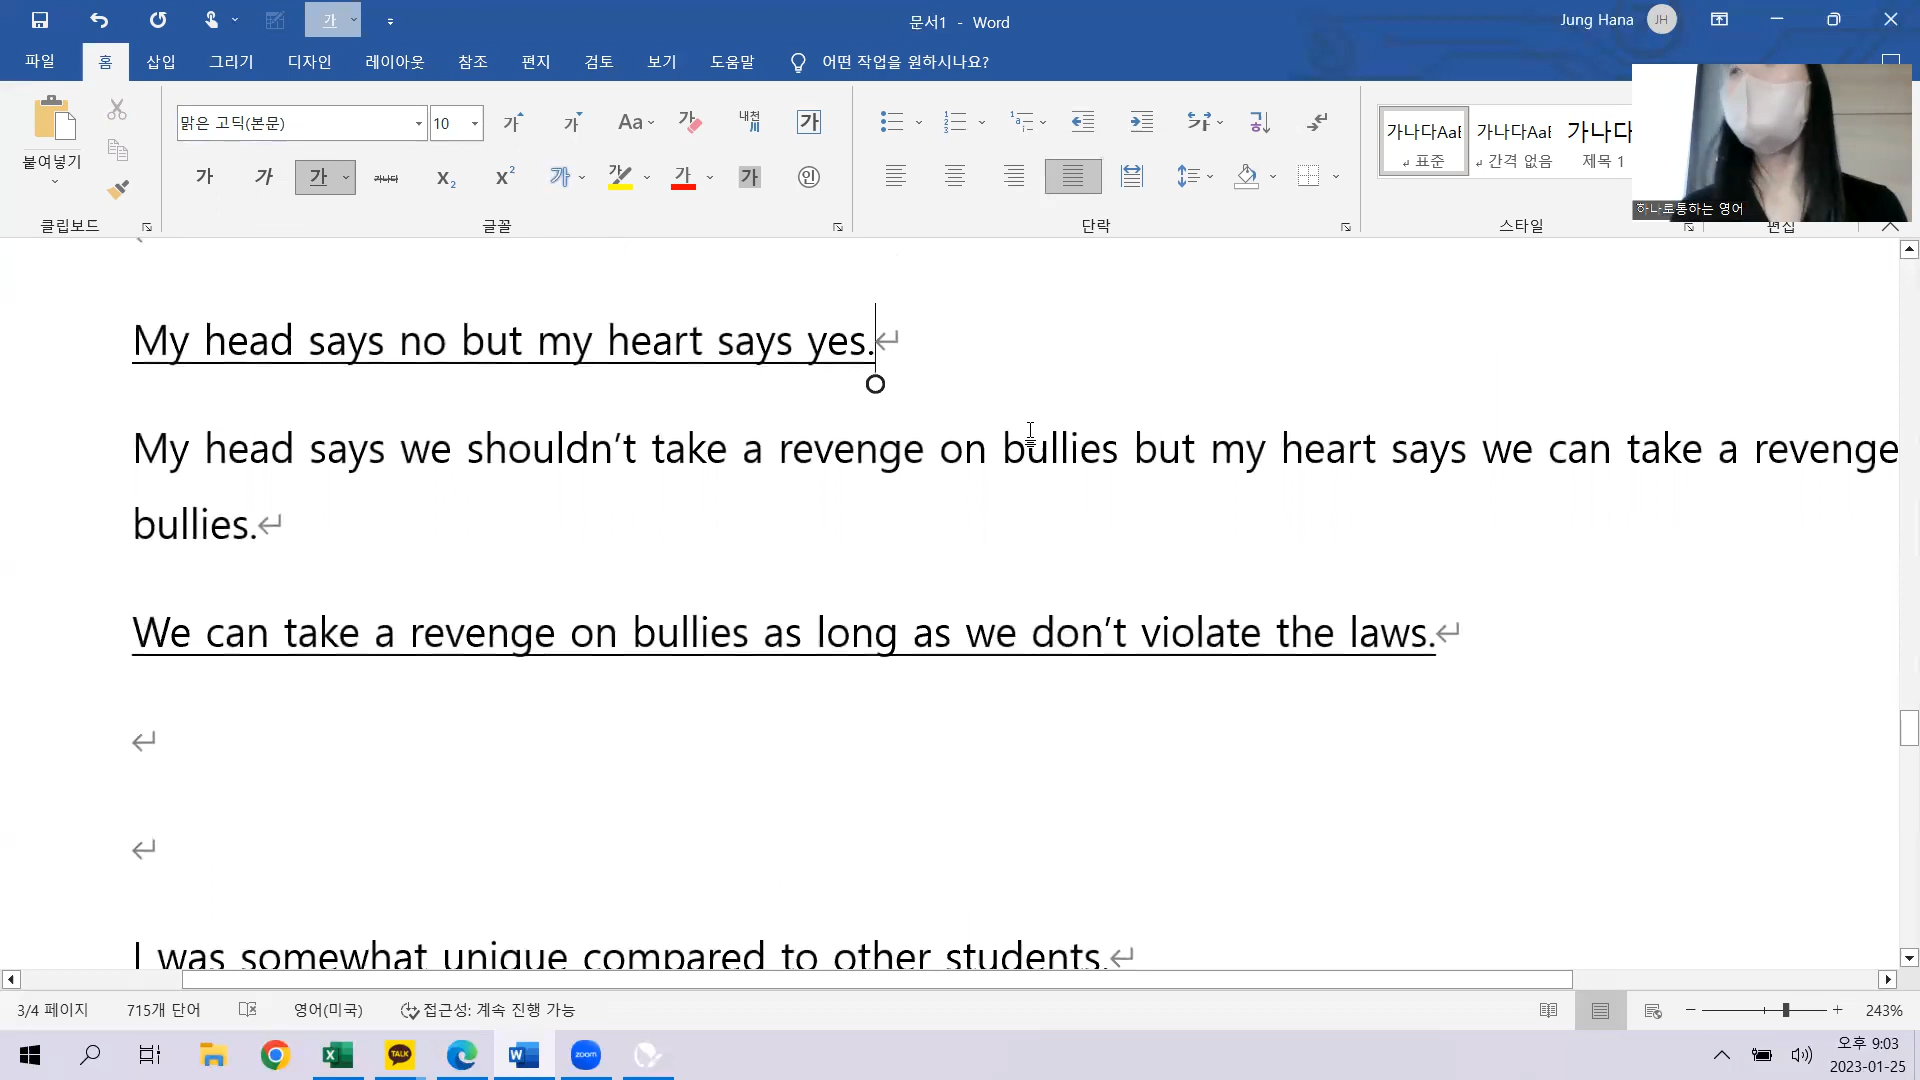 문서1 - Word
Jung Hana
JH
파일 홈 삽입 그리기 디자인 레이아웃 참조 편지 검토 보기 도움말 어떤 작업을 원하시나요?
붙여넣기
맑은 고딕(본문)
10
가나다AaI
표준
가나다AaI
간격 없음
가나다
제목 1
하나로통하는 영어
클립보드
글꼴
단락
스타일
편집
My head says no but my heart says yes.
My head says we shouldn't take a revenge on bullies but my heart says we can take a revenge
bullies.
We can take a revenge on bullies as long as we don't violate the laws.
I was somewhat unique compared to other students.
3/4 페이지 715개 단어 영어(미국) 접근성: 계속 진행 가능
243%
오후 9:03
2023-01-25